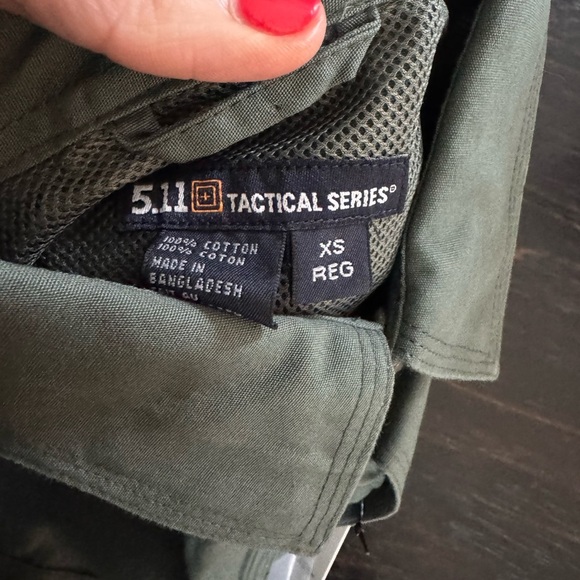 5.11 TACTICAL SERIES®
100% COTTON
100% COTON
MADE IN
BANGLADESH
XS
REG